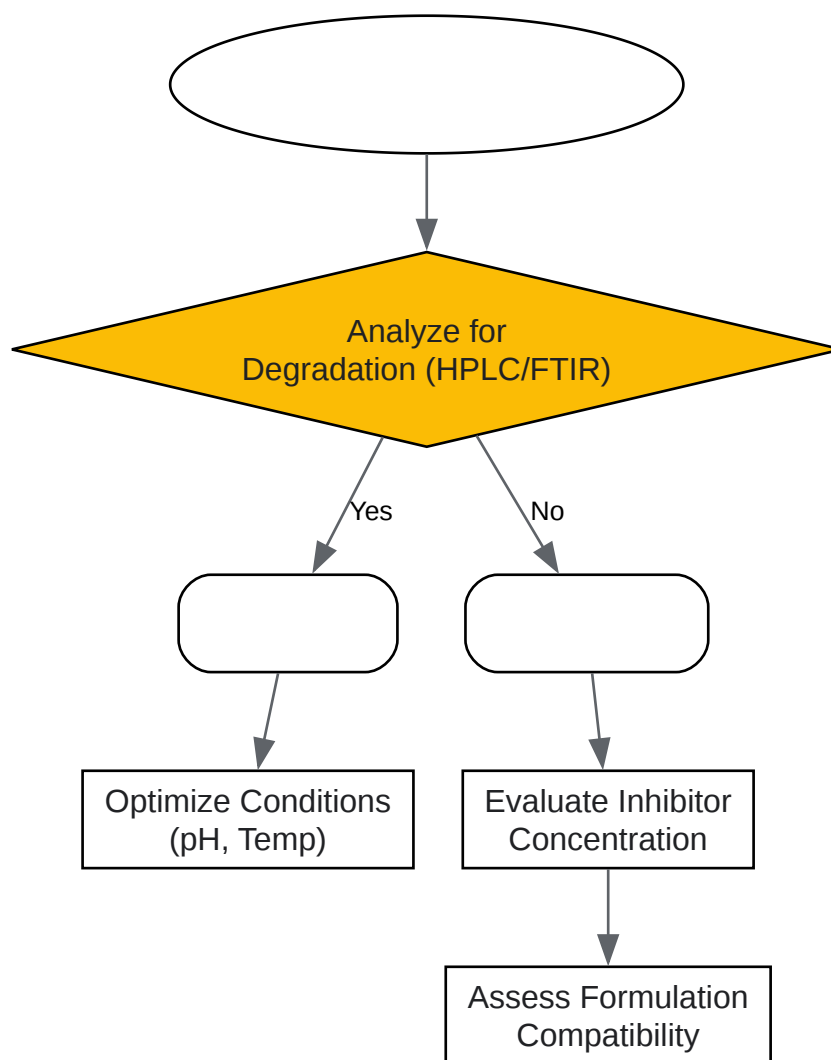 Analyze for
Degradation (HPLC/FTIR)
Yes
No
Optimize Conditions
(pH, Temp)
Evaluate Inhibitor
Concentration
Assess Formulation
Compatibility